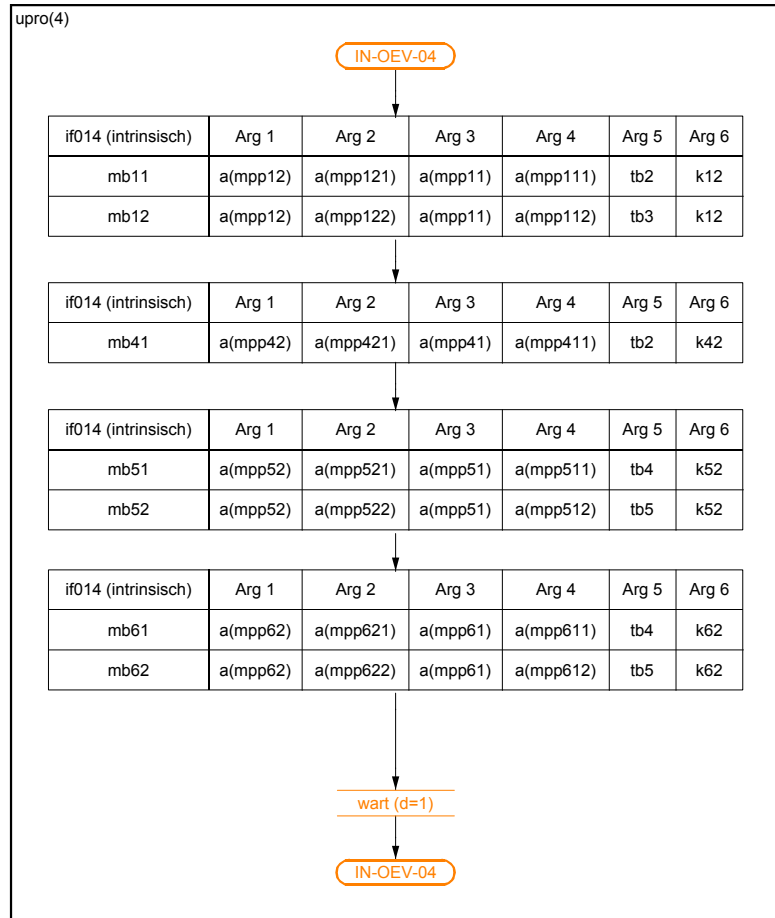 upro(4)
IN-OEV-04
if014 (intrinsisch) Arg 1 Arg 2 Arg 3 Arg 4 Arg 5 Arg 6
mb11 a(mpp12) a(mpp121) a(mpp11) a(mpp111) tb2 k12
mb12 a(mpp12) a(mpp122) a(mpp11) a(mpp112) tb3 k12
if014 (intrinsisch) Arg 1 Arg 2 Arg 3 Arg 4 Arg 5 Arg 6
mb41 a(mpp42) a(mpp421) a(mpp41) a(mpp411) tb2 k42
if014 (intrinsisch) Arg 1 Arg 2 Arg 3 Arg 4 Arg 5 Arg 6
mb51 a(mpp52) a(mpp521) a(mpp51) a(mpp511) tb4 k52
mb52 a(mpp52) a(mpp522) a(mpp51) a(mpp512) tb5 k52
if014 (intrinsisch) Arg 1 Arg 2 Arg 3 Arg 4 Arg 5 Arg 6
mb61 a(mpp62) a(mpp621) a(mpp61) a(mpp611) tb4 k62
mb62 a(mpp62) a(mpp622) a(mpp61) a(mpp612) tb5 k62
wart (d=1)
IN-OEV-04